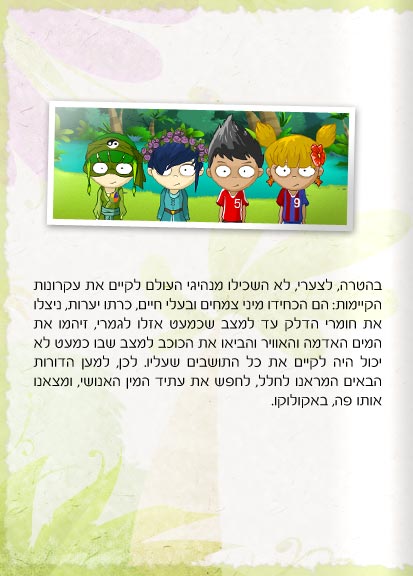 5
9
בהטרה, לצערי, לא השכילו מנהיגי העולם לקיים את עקרונות
הקיימות: הם הכחידו מיני צמחים ובעלי חיים, כרתו יערות, ניצלו
את חומרי הדלק עד למצב שכמעט אזלו לגמרי, זיהמו את
המים האדמה והאוויר והביאו את הכוכב למצב שבו כמעט לא
יכול היה לקיים את כל התושבים שעליו. לכן, למען הדורות
הבאים המראנו לחלל, לחפש את עתיד המין האנושי, ומצאנו
אותו פה, באקולוקו.